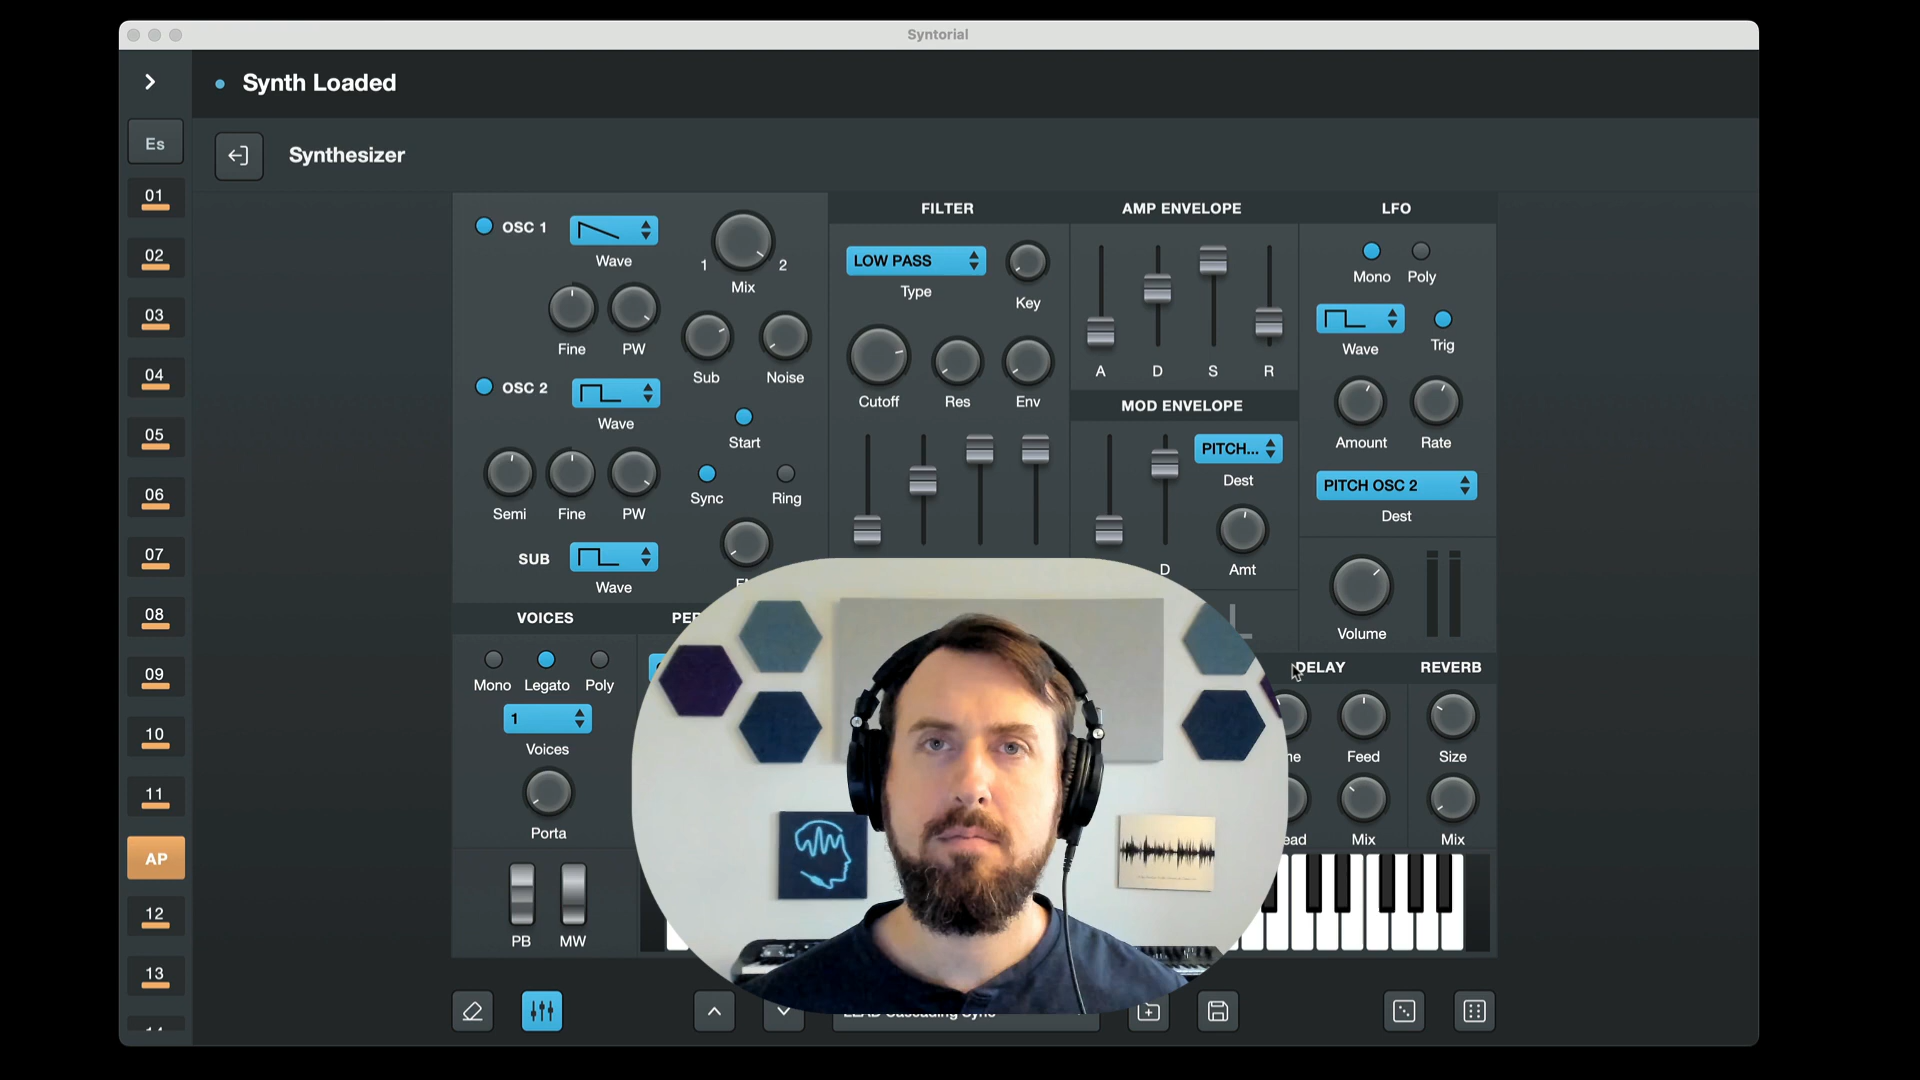 Syntorial
Synth Loaded
Es
Synthesizer
01
02
03
04
05
06
07
08
09
10
11
AP
12
13
OSC 1
Wave
1
2
Mix
Fine
PW
Sub
Noise
OSC 2
Wave
Start
Semi
Fine
PW
Sync
Ring
SUB
Wave
FILTER
LOW PASS
Type
Key
Cutoff
Res
Env
AMP ENVELOPE
A
D
S
R
MOD ENVELOPE
PITCH...
Dest
D
Amt
LFO
Mono
Poly
Wave
Trig
Amount
Rate
PITCH OSC 2
Dest
Volume
VOICES
Mono
Legato
Poly
1
Voices
Porta
PB
MW
DELAY
Feed
Mix
REVERB
Size
Mix
LEAD Cascading Sync